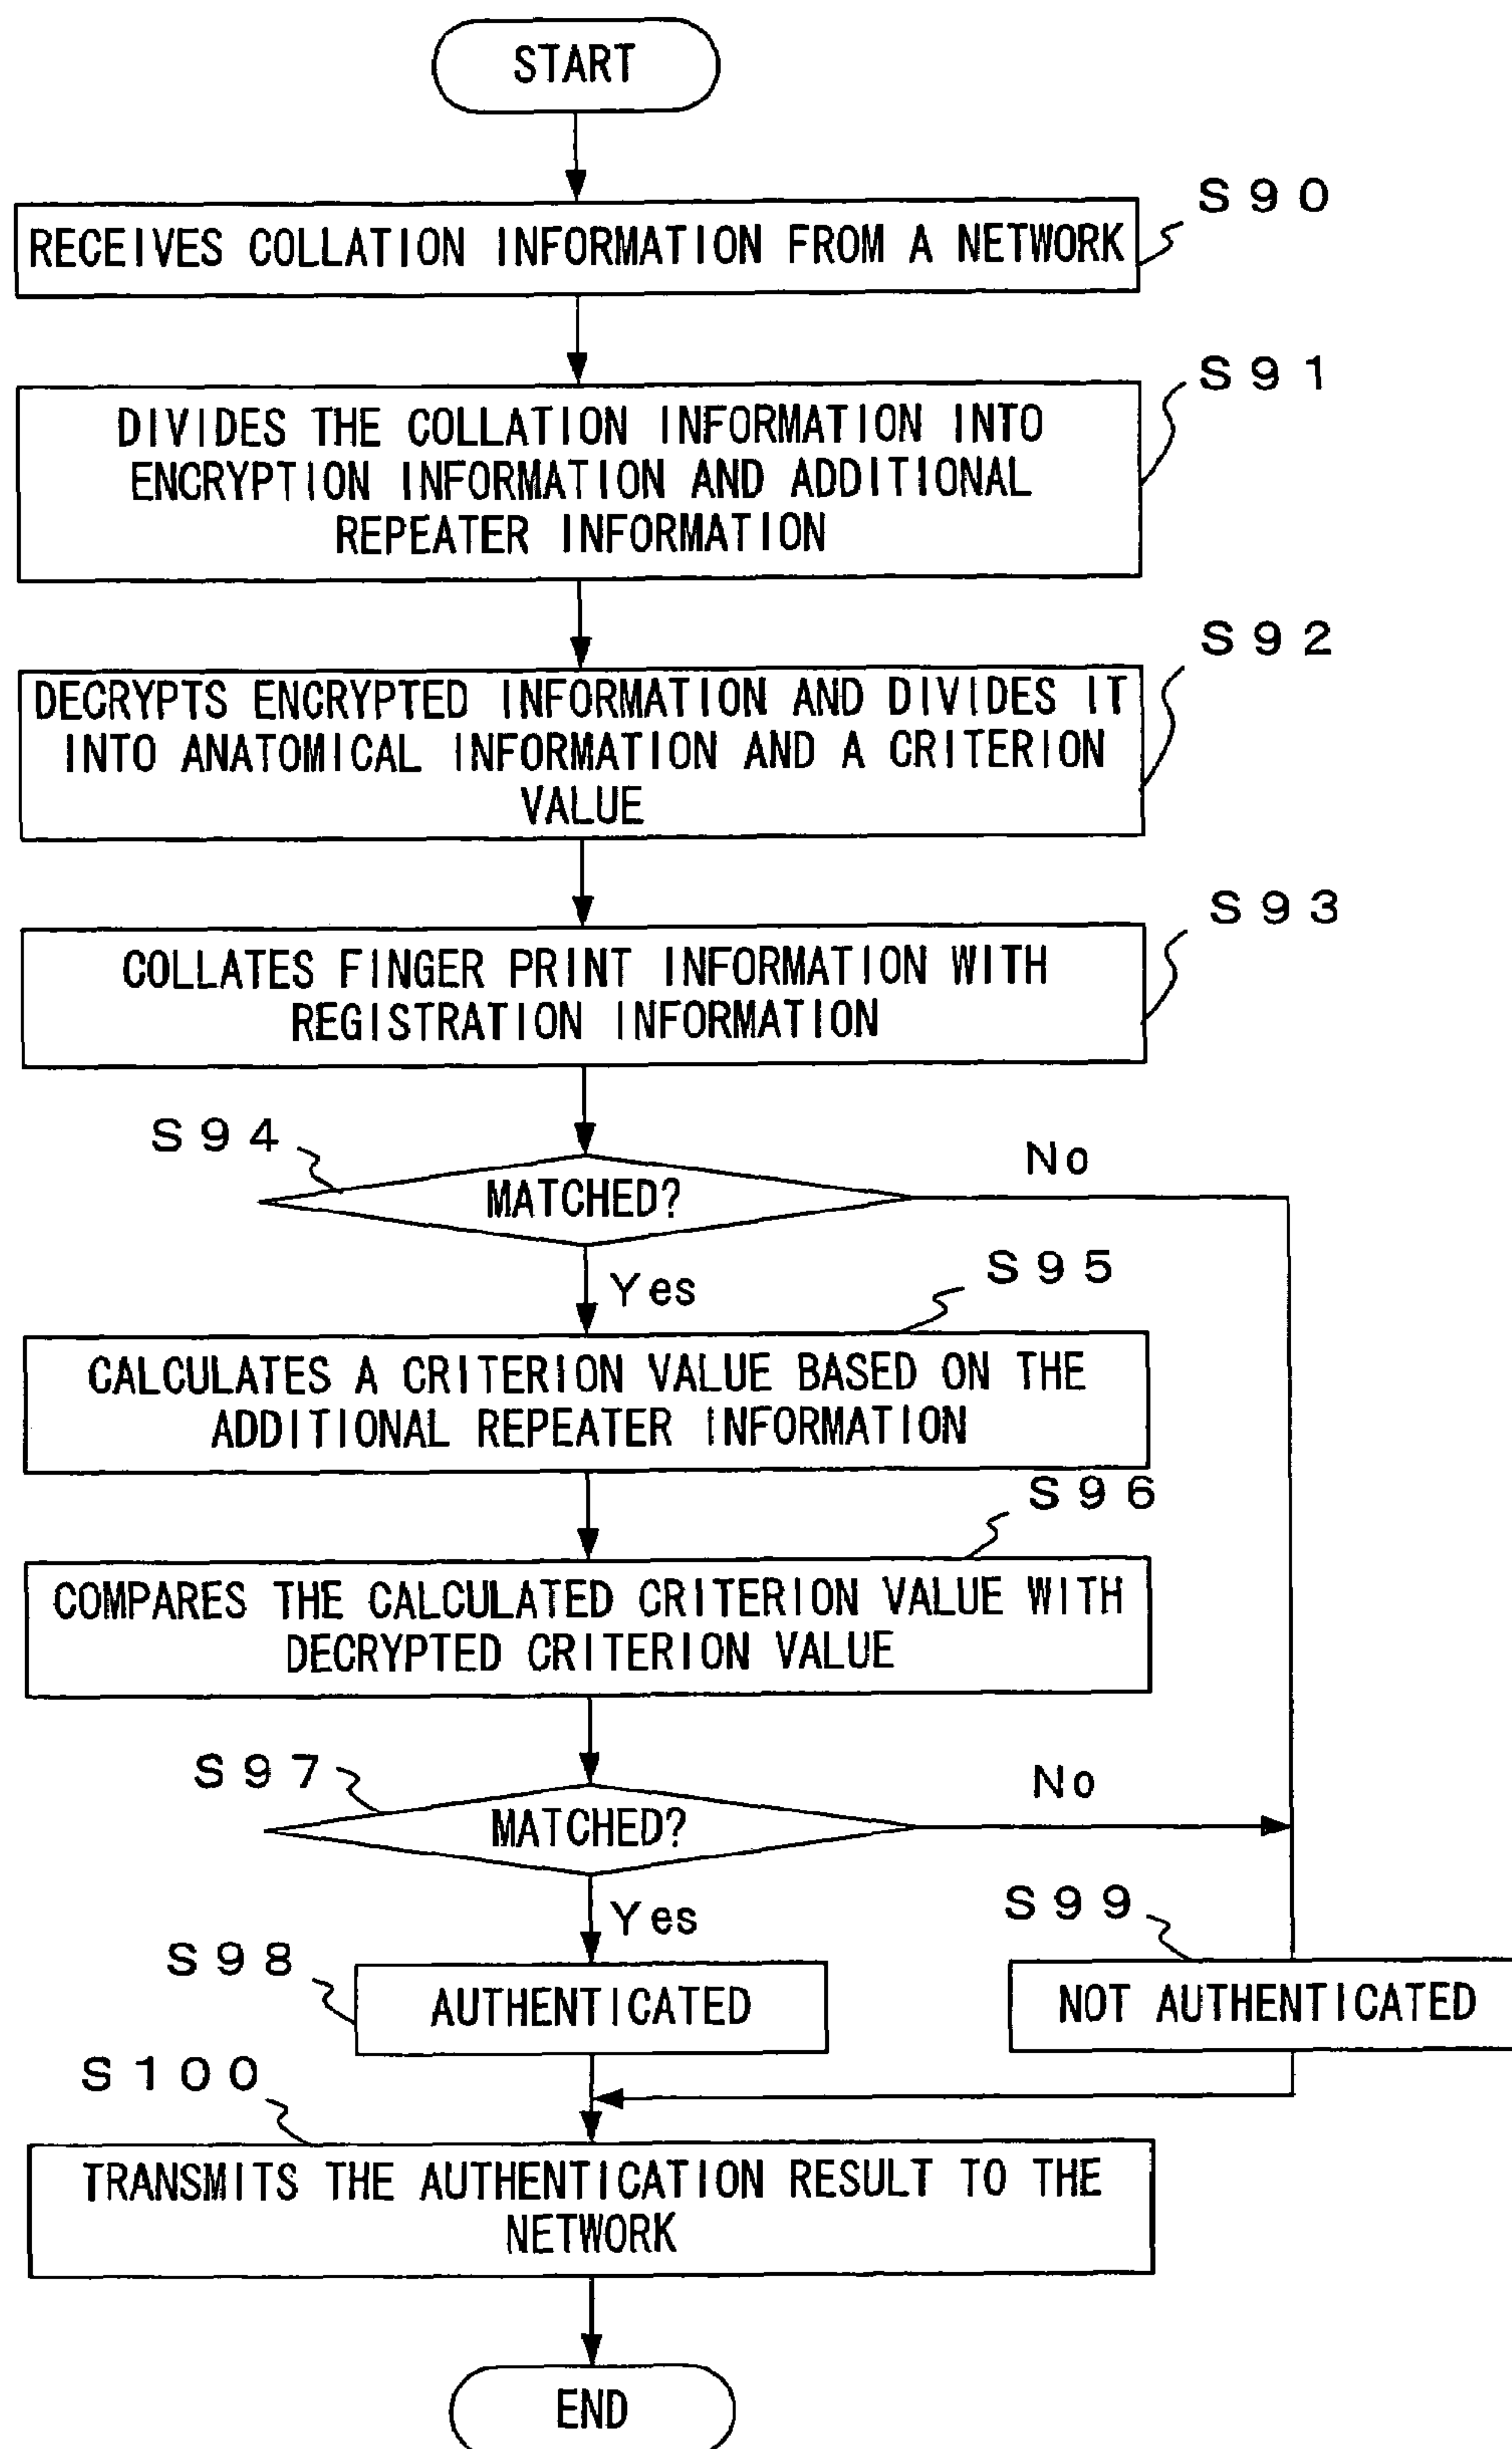 START
S90
RECEIVES COLLATION INFORMATION FROM A NETWORK
S91
DIVIDES THE COLLATION INFORMATION INTO
ENCRYPTION INFORMATION AND ADDITIONAL
REPEATER INFORMATION
S92
DECRYPTS ENCRYPTED INFORMATION AND DIVIDES IT
INTO ANATOMICAL INFORMATION AND A CRITERION
VALUE
S93
COLLATES FINGER PRINT INFORMATION WITH
REGISTRATION INFORMATION
S94
No
MATCHED?
Yes
S95
CALCULATES A CRITERION VALUE BASED ON THE
ADDITIONAL REPEATER INFORMATION
S96
COMPARES THE CALCULATED CRITERION VALUE WITH
DECRYPTED CRITERION VALUE
S97
No
MATCHED?
Yes
S99
S98
AUTHENTICATED
NOT AUTHENTICATED
S100
TRANSMITS THE AUTHENTICATION RESULT TO THE
NETWORK
END